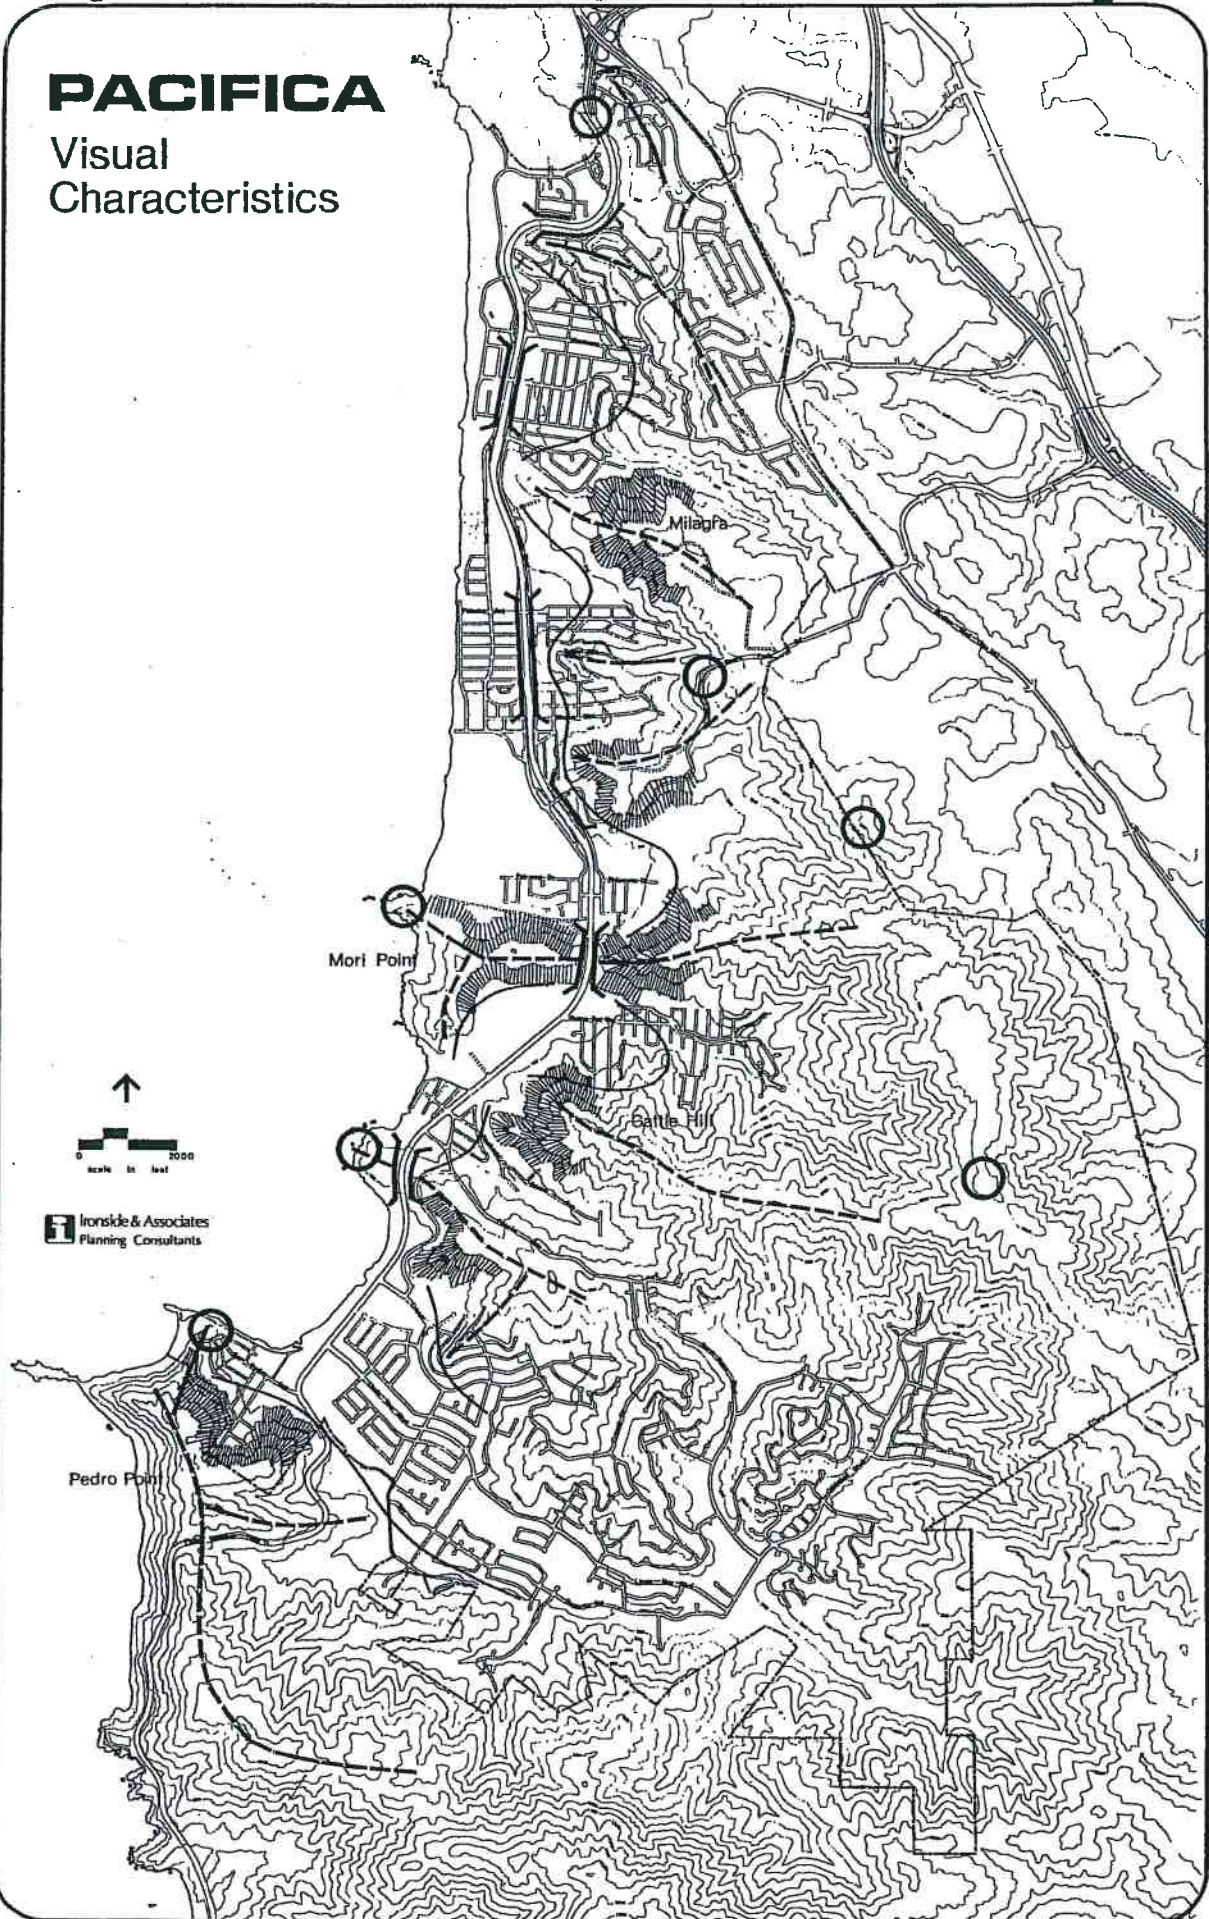 PACIFICA
Visual
Characteristics
Milagra
Mori Point
Cattle Hill
0 2000
scale in feet
Ironside & Associates
Planning Consultants
Pedro Point